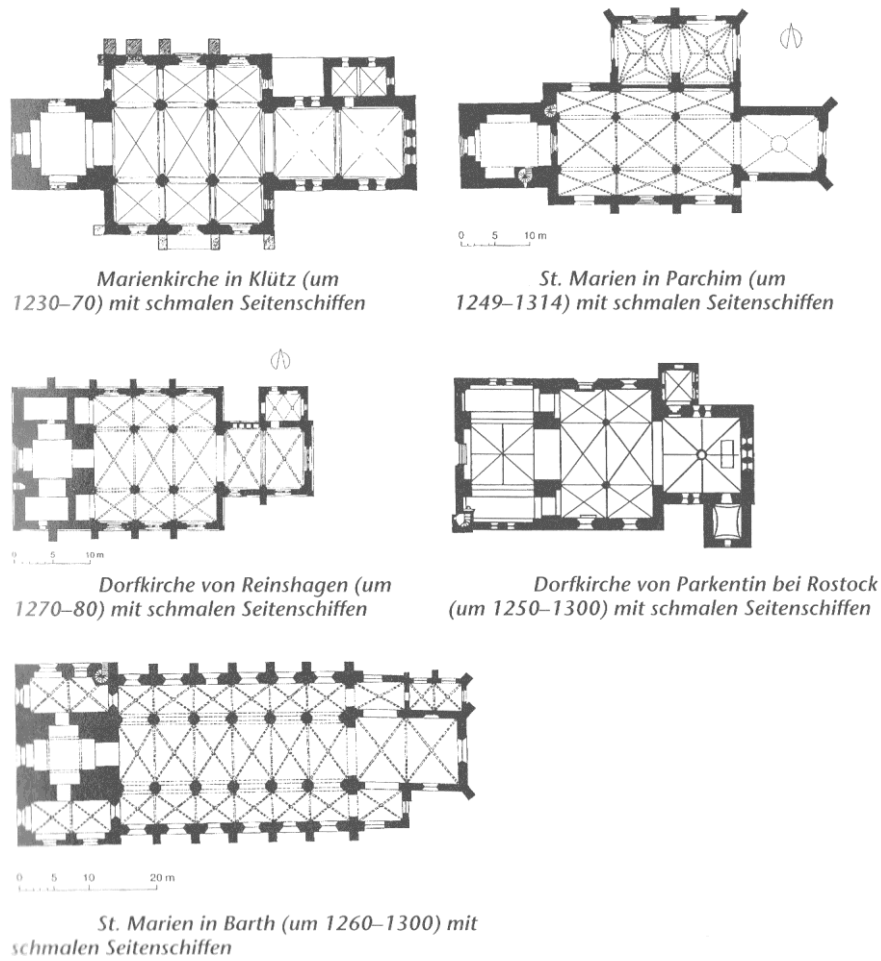 0 5 10 m
Marienkirche in Klütz (um
1230–70) mit schmalen Seitenschiffen
St. Marien in Parchim (um
1249–1314) mit schmalen Seitenschiffen
0 5 10 m
Dorfkirche von Reinshagen (um
1270–80) mit schmalen Seitenschiffen
Dorfkirche von Parkentin bei Rostock
(um 1250–1300) mit schmalen Seitenschiffen
0 5 10 20 m
St. Marien in Barth (um 1260–1300) mit
schmalen Seitenschiffen